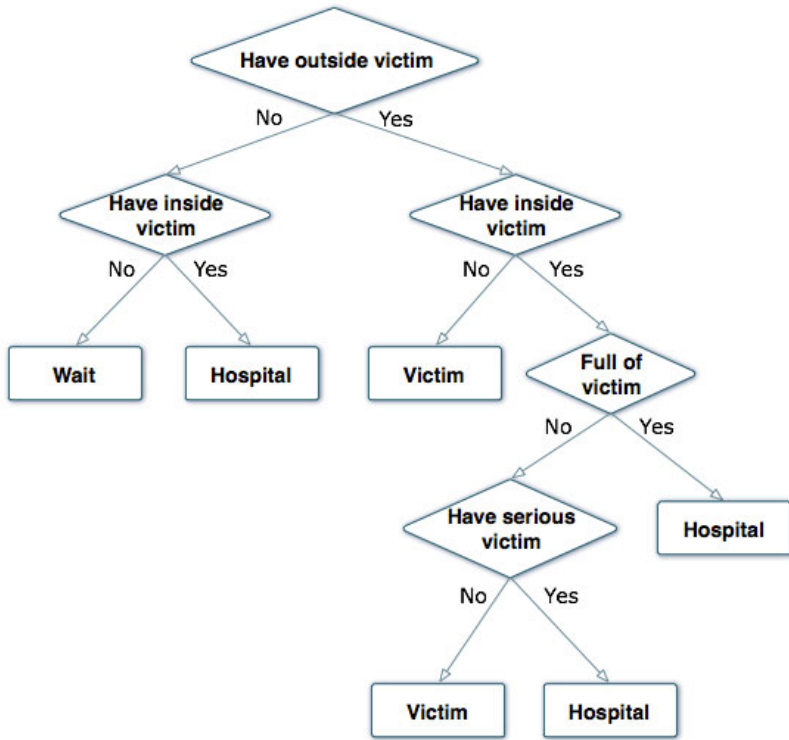 Have outside victim
No
Yes
Have inside
victim
Have inside
victim
No
Yes
No
Yes
Wait
Hospital
Victim
Full of
victim
No
Yes
Have serious
victim
Hospital
No
Yes
Victim
Hospital